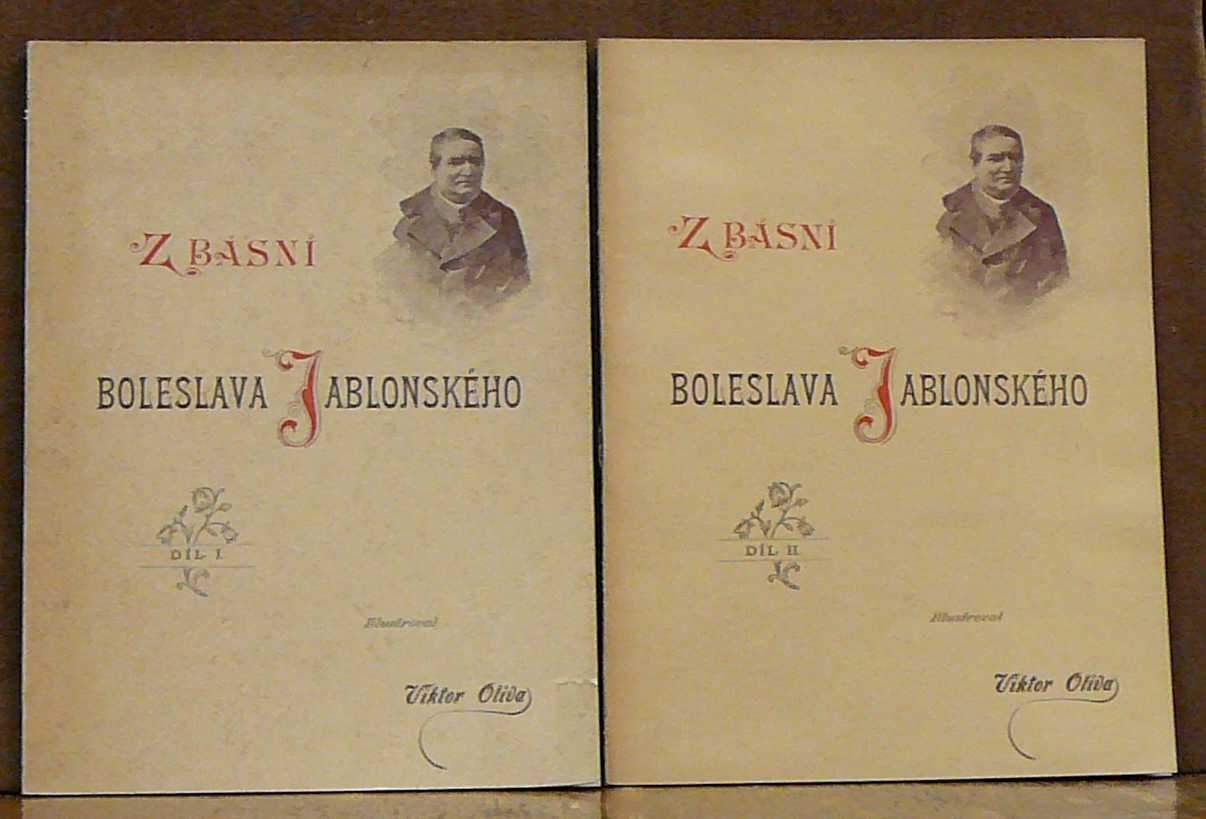 Z BÁSNÍ
BOLESLAVA JABLONSKÉHO
DÍL I.
Illustroval
Viktor Oliva
Z BÁSNÍ
BOLESLAVA JABLONSKÉHO
DÍL II.
Illustroval
Viktor Oliva